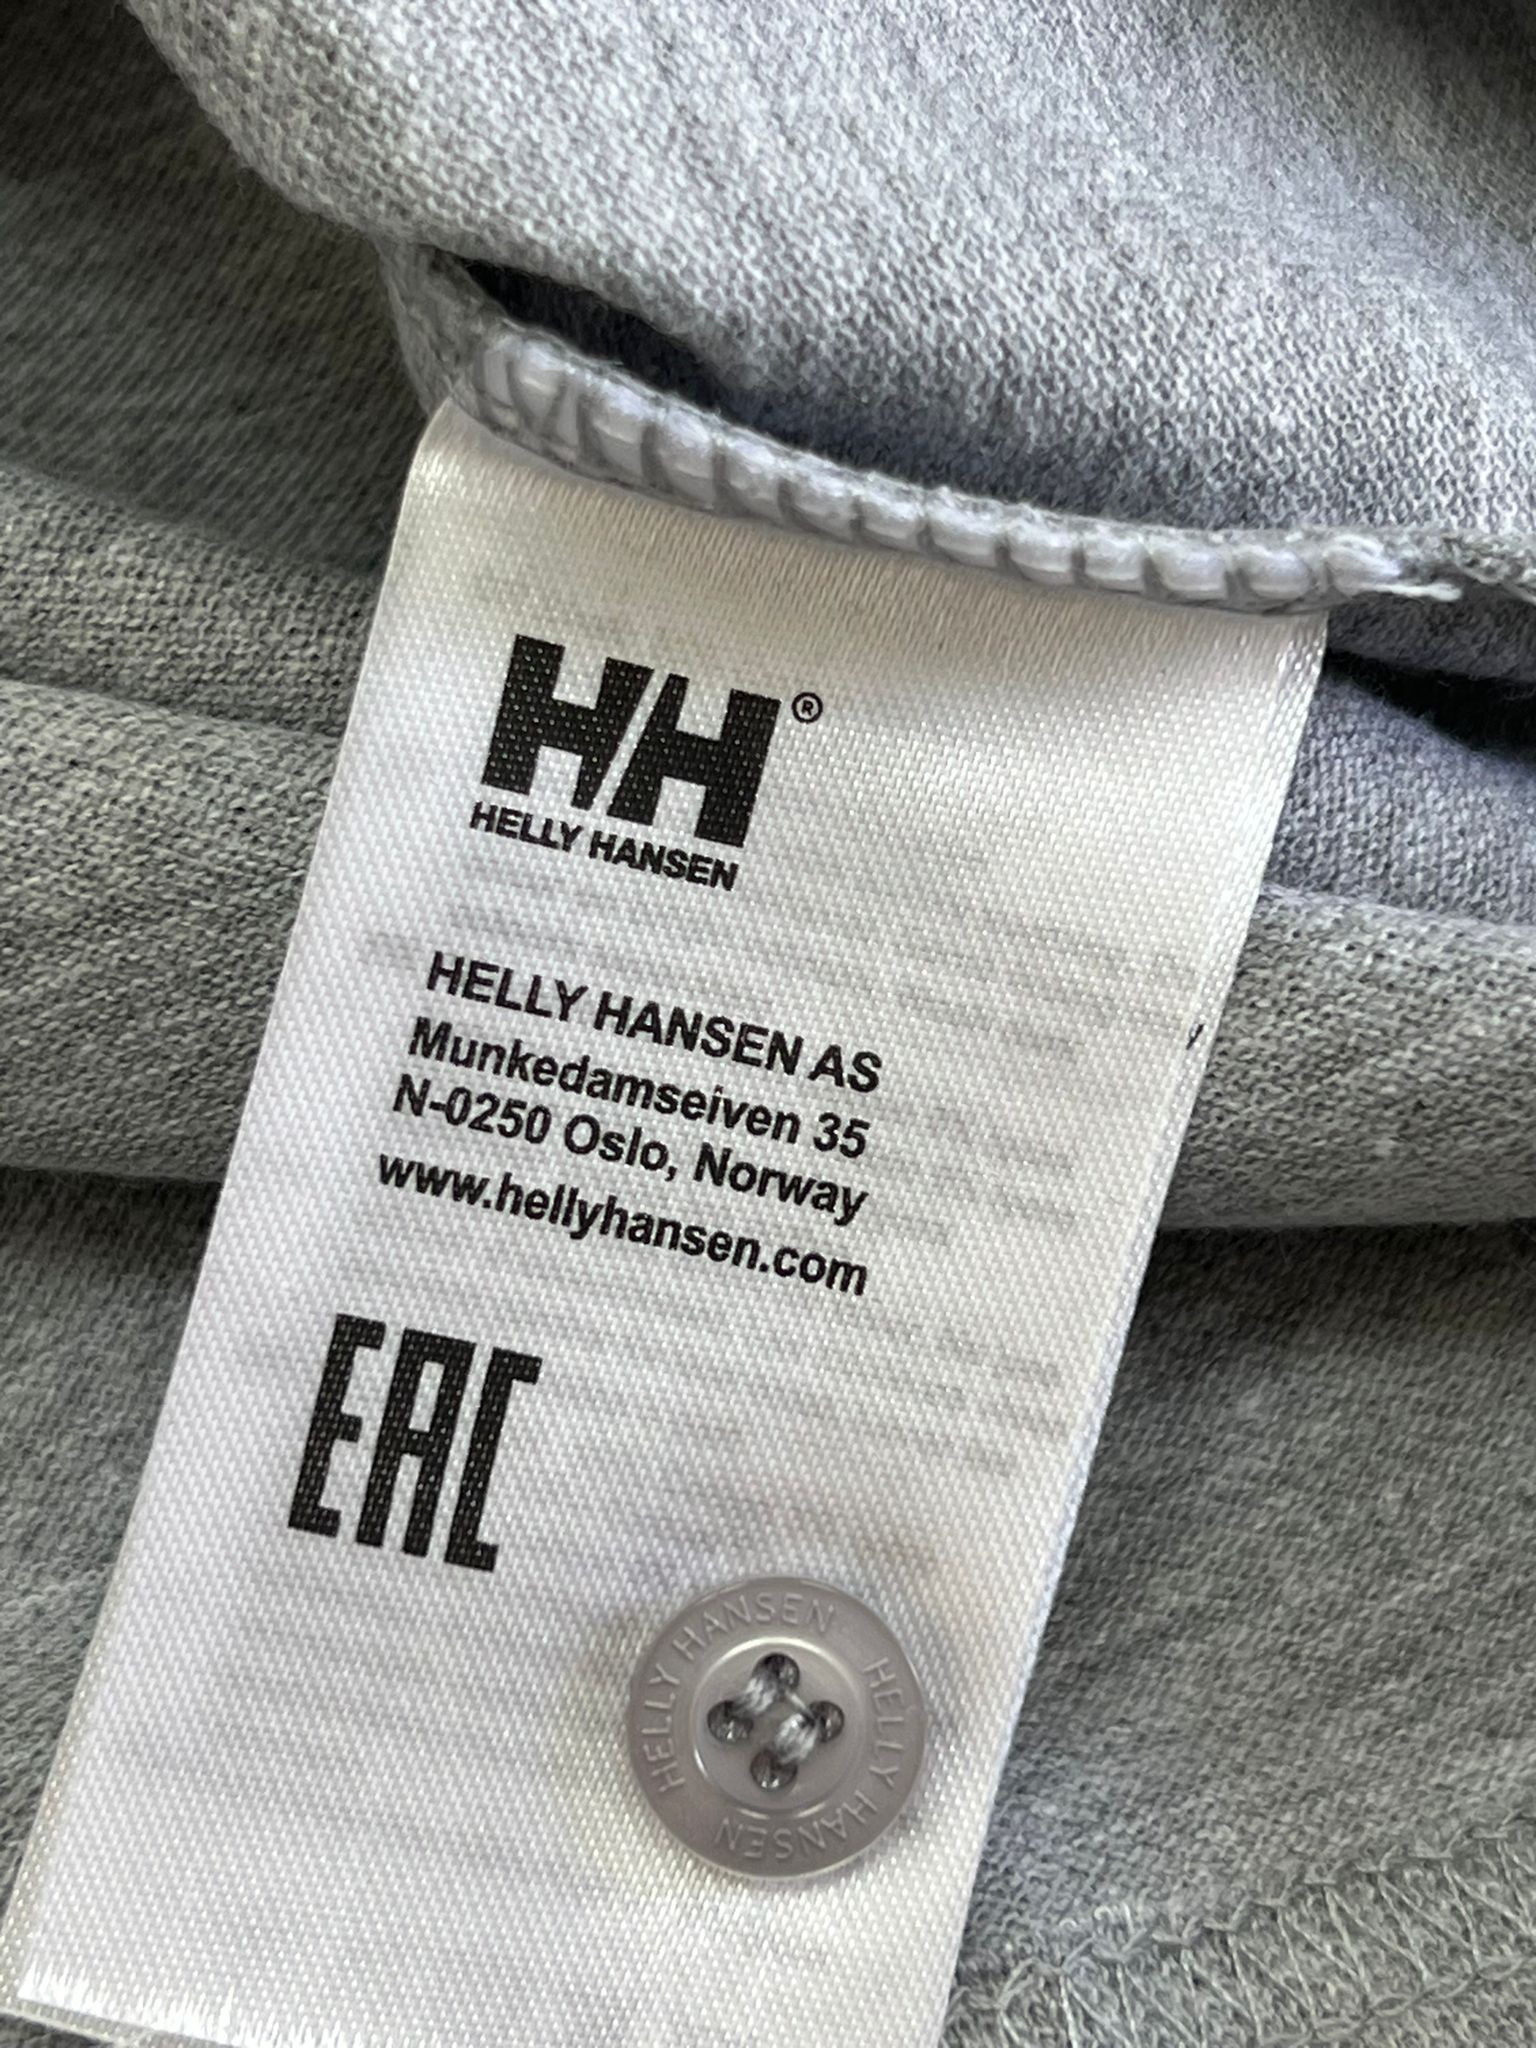 HH®
HELLY HANSEN
HELLY HANSEN AS
Munkedamseiven 35
N-0250 Oslo, Norway
www.hellyhansen.com
EAC
HELLY HANSEN HELLY HANSEN